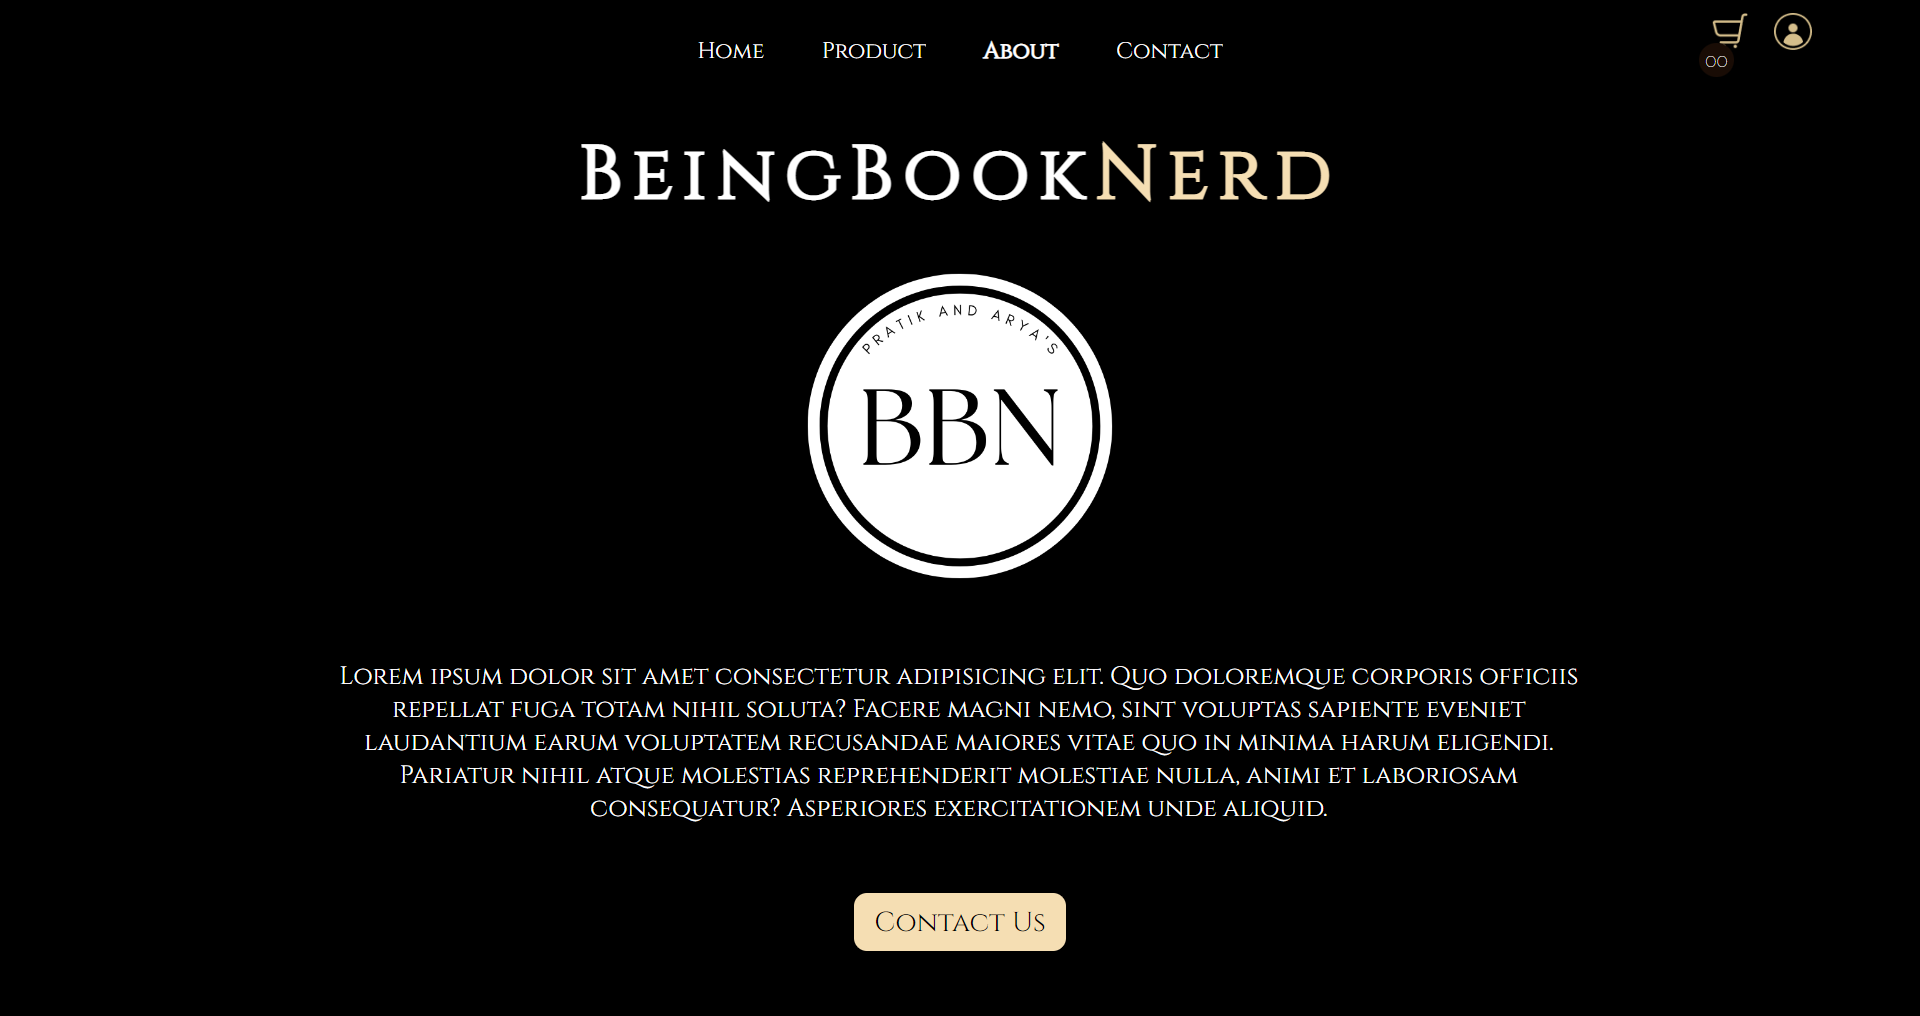 Home Product About Contact
00
BeingBookNerd
PRATIK AND ARYA'S
BBN
Lorem ipsum dolor sit amet consectetur adipisicing elit. Quo doloremque corporis officiis
repellat fuga totam nihil soluta? Facere magni nemo, sint voluptas sapiente eveniet
laudantium earum voluptatem recusandae maiores vitae quo in minima harum eligendi.
Pariatur nihil atque molestias reprehenderit molestiae nulla, animi et laboriosam
consequatur? Asperiores exercitationem unde aliquid.
Contact Us